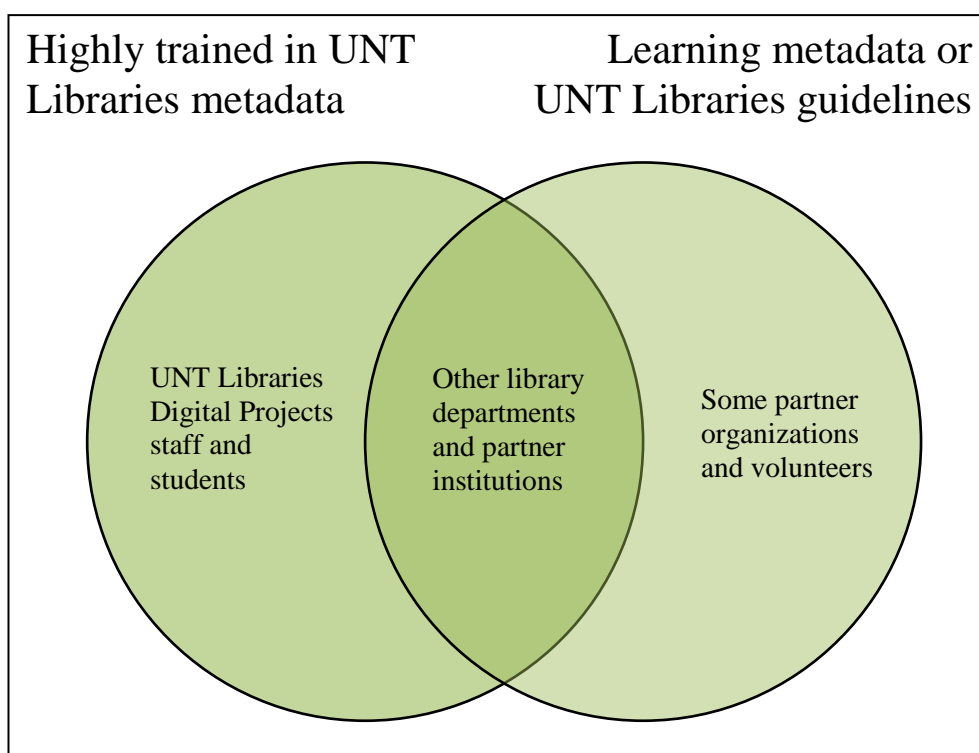 Highly trained in UNT
Libraries metadata
Learning metadata or
UNT Libraries guidelines
UNT Libraries
Digital Projects
staff and
students
Other library
departments
and partner
institutions
Some partner
organizations
and volunteers